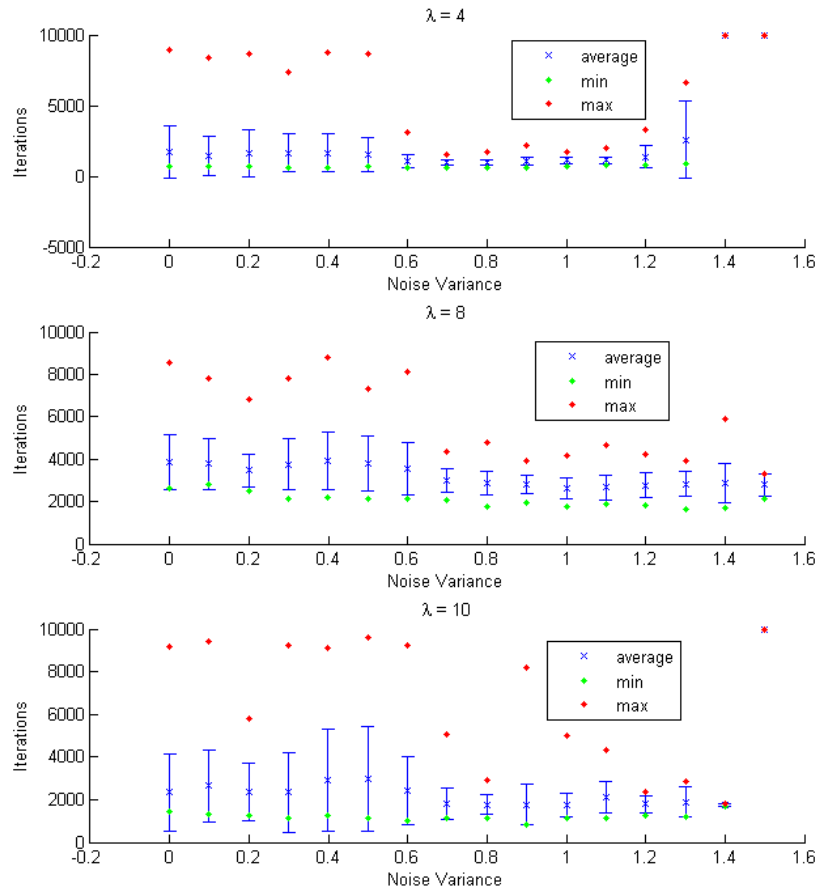 λ = 4
10000
5000
0
-5000
Iterations
average
min
max
-0.2 0 0.2 0.4 0.6 0.8 1 1.2 1.4 1.6
Noise Variance
λ = 8
10000
8000
6000
4000
2000
0
Iterations
average
min
max
-0.2 0 0.2 0.4 0.6 0.8 1 1.2 1.4 1.6
Noise Variance
λ = 10
10000
8000
6000
4000
2000
0
Iterations
average
min
max
-0.2 0 0.2 0.4 0.6 0.8 1 1.2 1.4 1.6
Noise Variance